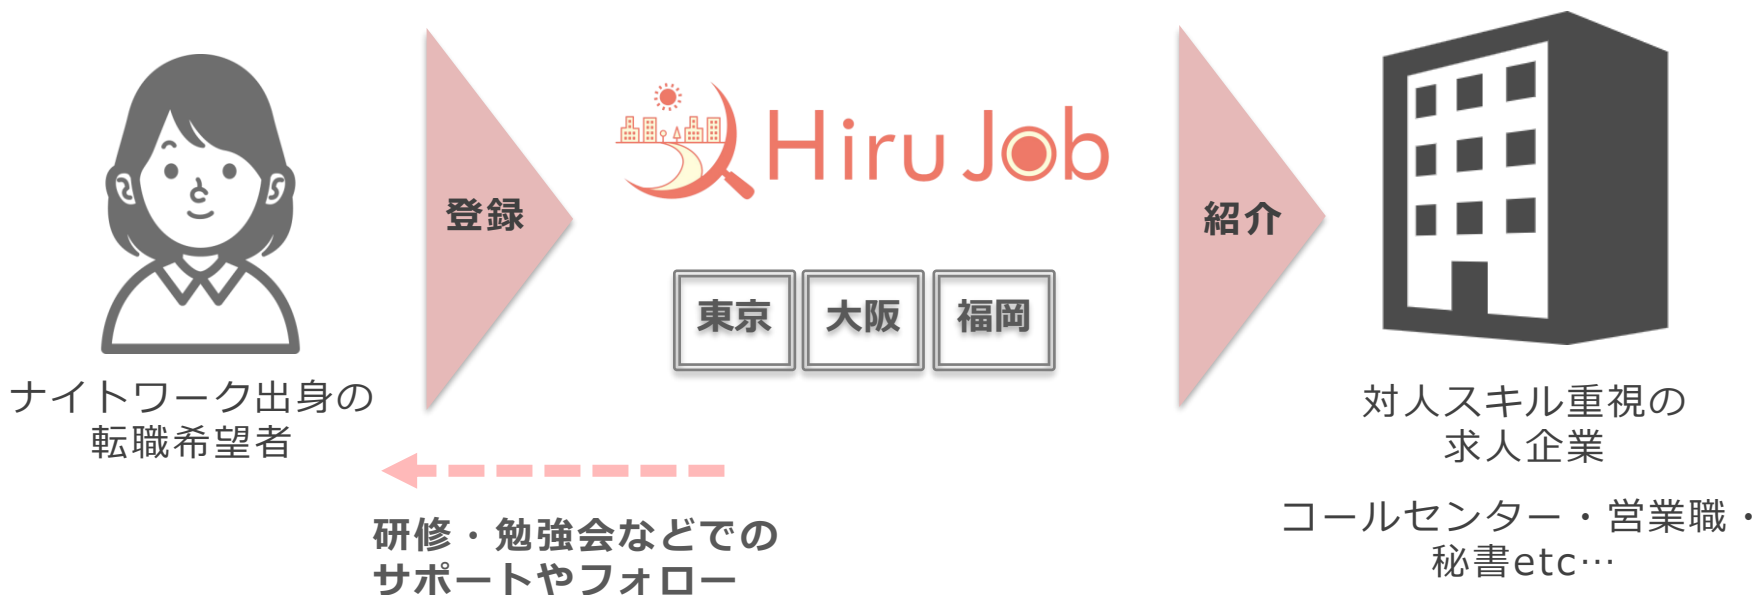 登録
Hiru Job
紹介
東京
大阪
福岡
ナイトワーク出身の
転職希望者
対人スキル重視の
求人企業
研修・勉強会などでの
サポートやフォロー
コールセンター・営業職・
秘書etc…